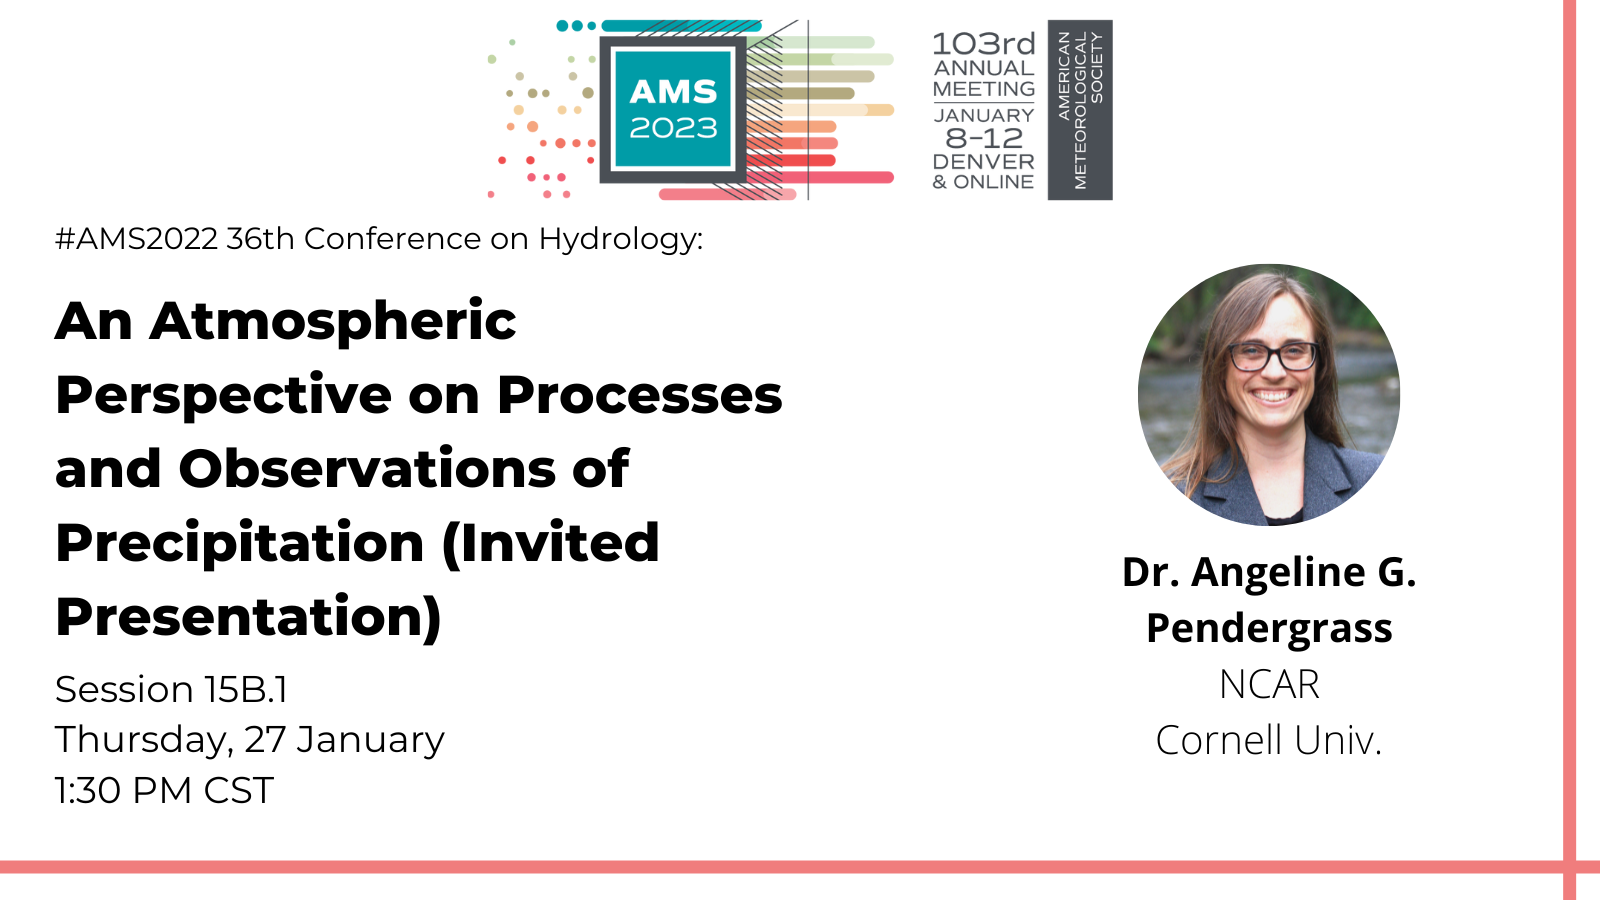 AMS
2023
103rd
ANNUAL
MEETING
JANUARY
8-12
DENVER
& ONLINE
AMERICAN
METEOROLOGICAL
SOCIETY
#AMS2022 36th Conference on Hydrology:
An Atmospheric
Perspective on Processes
and Observations of
Precipitation (Invited
Presentation)
Session 15B.1
Thursday, 27 January
1:30 PM CST
Dr. Angeline G.
Pendergrass
NCAR
Cornell Univ.